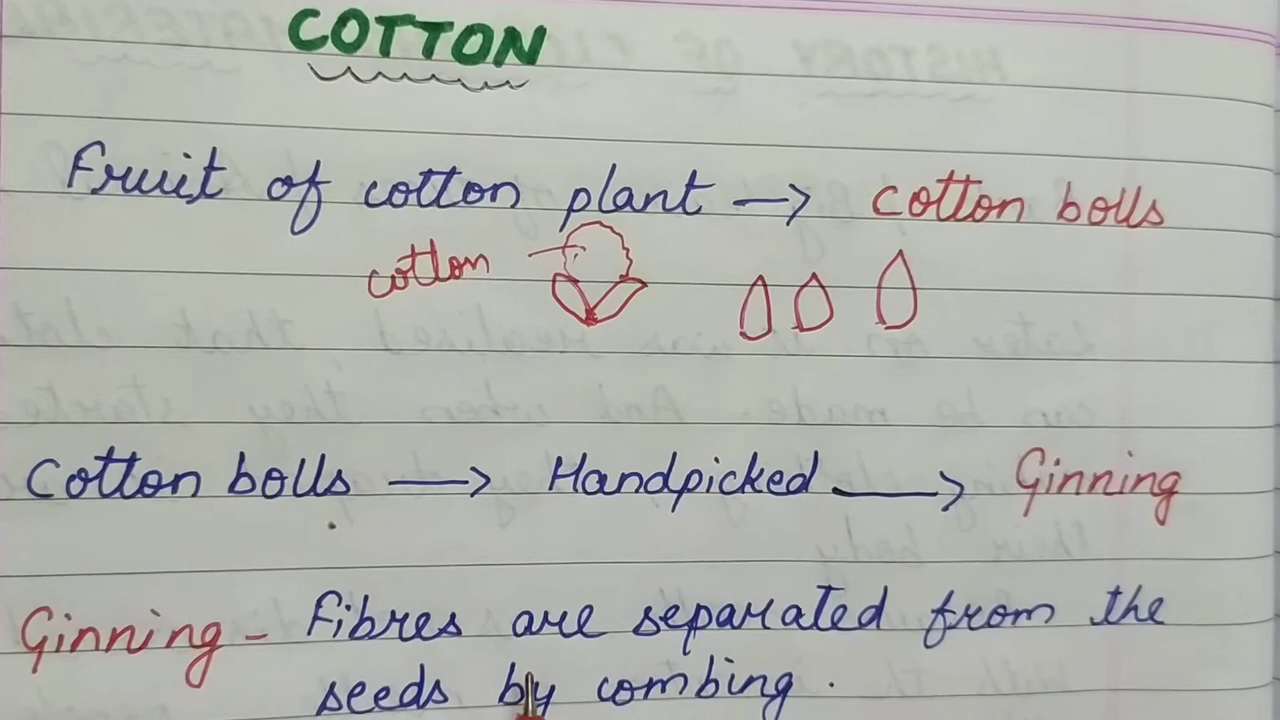 COTTON
Fruit of cotton plant → cotton bolls
cotton
Cotton bolls → Handpicked → Ginning
Ginning - Fibres are separated from the
seeds by combing.